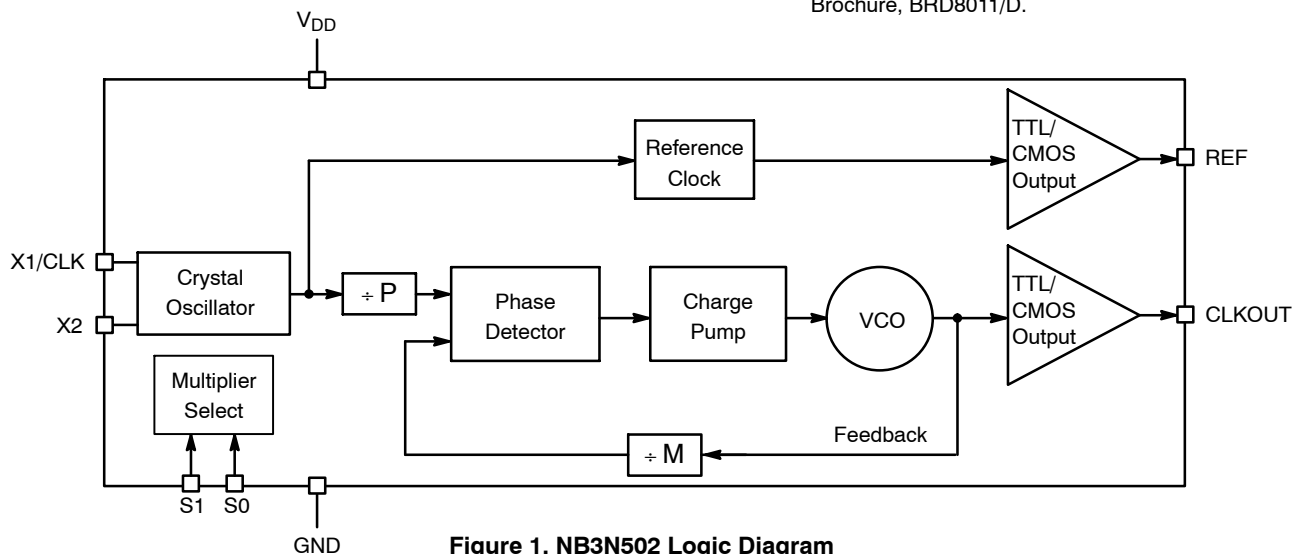 Brochure, BRD8011/D.
VDD
TTL/
CMOS
Output
Reference
Clock
REF
X1/CLK
X2
Crystal
Oscillator
÷ P
Phase
Detector
Charge
Pump
VCO
TTL/
CMOS
Output
CLKOUT
Multiplier
Select
Feedback
÷ M
S1 S0
GND
Figure 1. NB3N502 Logic Diagram